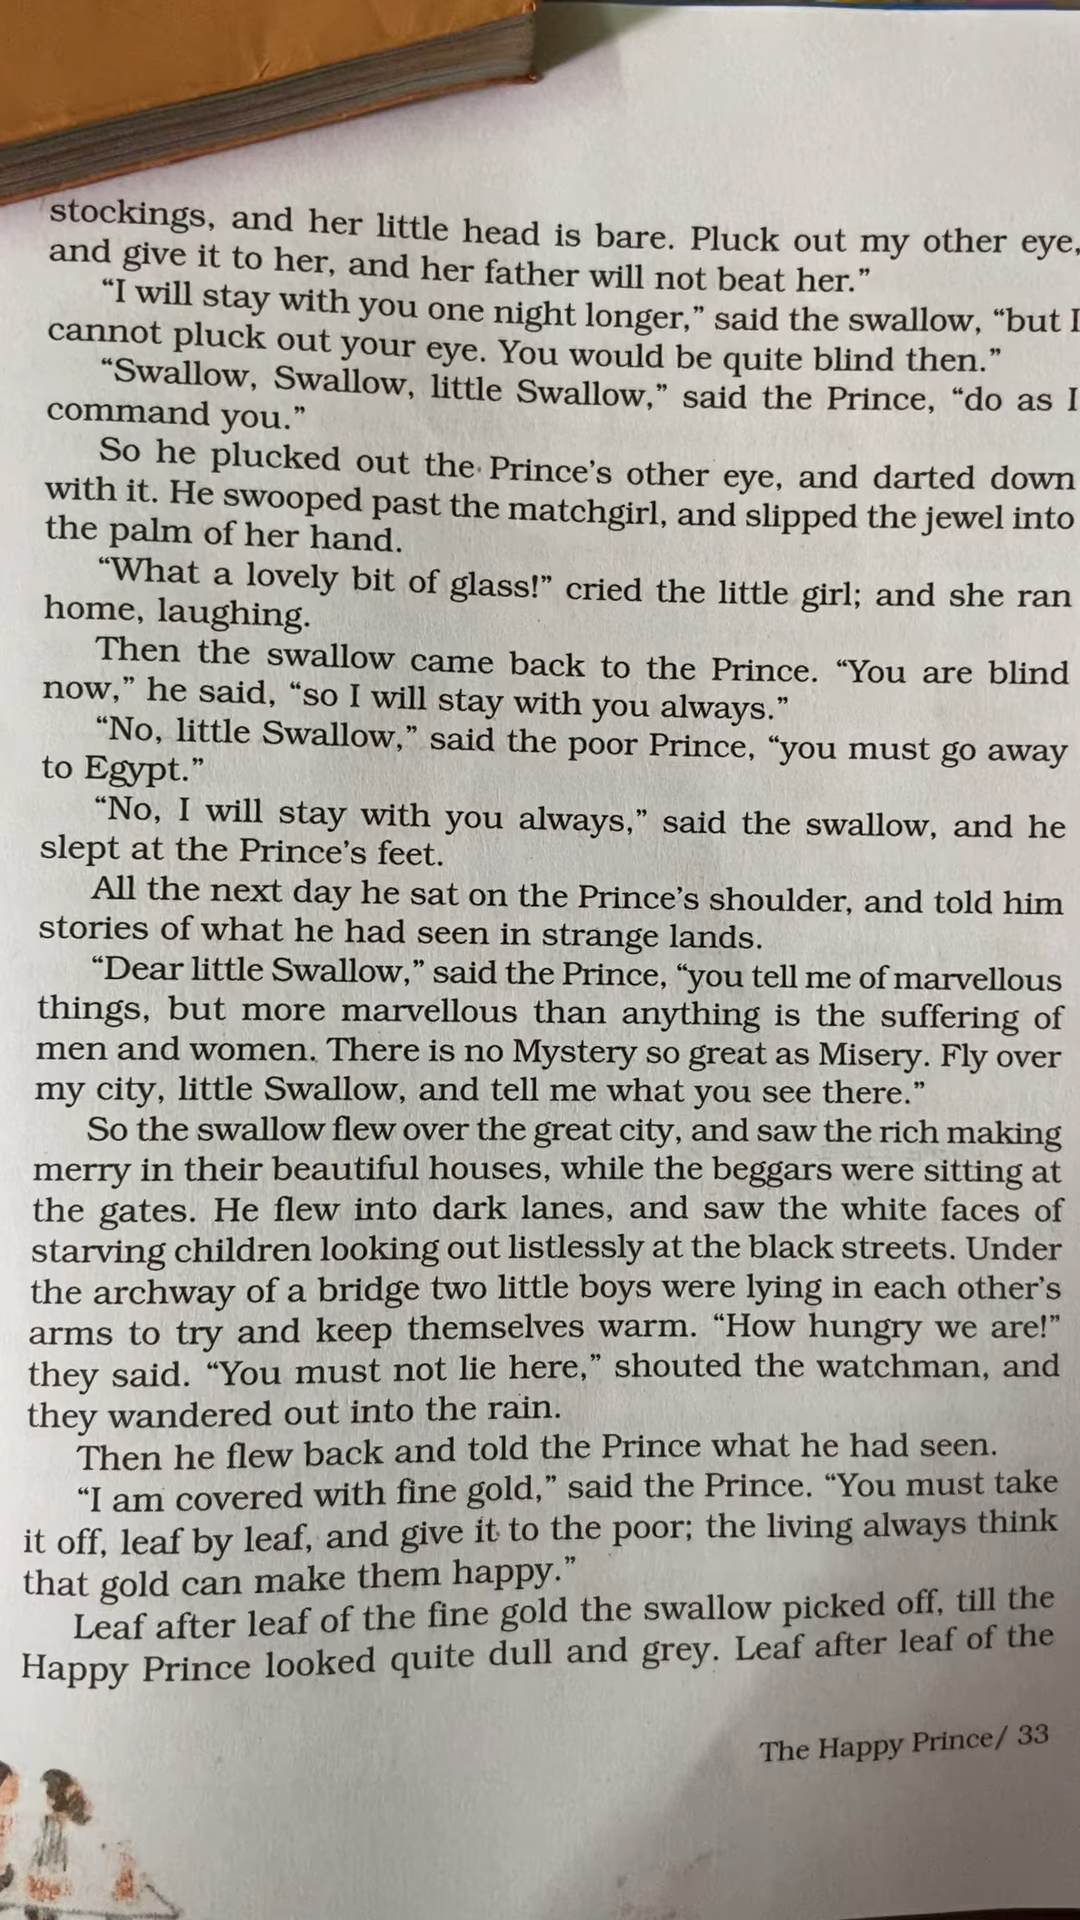 stockings, and her little head is bare. Pluck out my other eye,
and give it to her, and her father will not beat her.”
“I will stay with you one night longer,” said the swallow, “but I
cannot pluck out your eye. You would be quite blind then.”
“Swallow, Swallow, little Swallow,” said the Prince, “do as I
command you.”
So he plucked out the Prince’s other eye, and darted down
with it. He swooped past the matchgirl, and slipped the jewel into
the palm of her hand.
“What a lovely bit of glass!” cried the little girl; and she ran
home, laughing.
Then the swallow came back to the Prince. “You are blind
now,” he said, “so I will stay with you always.”
“No, little Swallow,” said the poor Prince, “you must go away
to Egypt.”
“No, I will stay with you always,” said the swallow, and he
slept at the Prince’s feet.
All the next day he sat on the Prince’s shoulder, and told him
stories of what he had seen in strange lands.
“Dear little Swallow,” said the Prince, “you tell me of marvellous
things, but more marvellous than anything is the suffering of
men and women. There is no Mystery so great as Misery. Fly over
my city, little Swallow, and tell me what you see there.”
So the swallow flew over the great city, and saw the rich making
merry in their beautiful houses, while the beggars were sitting at
the gates. He flew into dark lanes, and saw the white faces of
starving children looking out listlessly at the black streets. Under
the archway of a bridge two little boys were lying in each other’s
arms to try and keep themselves warm. “How hungry we are!”
they said. “You must not lie here,” shouted the watchman, and
they wandered out into the rain.
Then he flew back and told the Prince what he had seen.
“I am covered with fine gold,” said the Prince. “You must take
it off, leaf by leaf, and give it to the poor; the living always think
that gold can make them happy.”
Leaf after leaf of the fine gold the swallow picked off, till the
Happy Prince looked quite dull and grey. Leaf after leaf of the
The Happy Prince/ 33